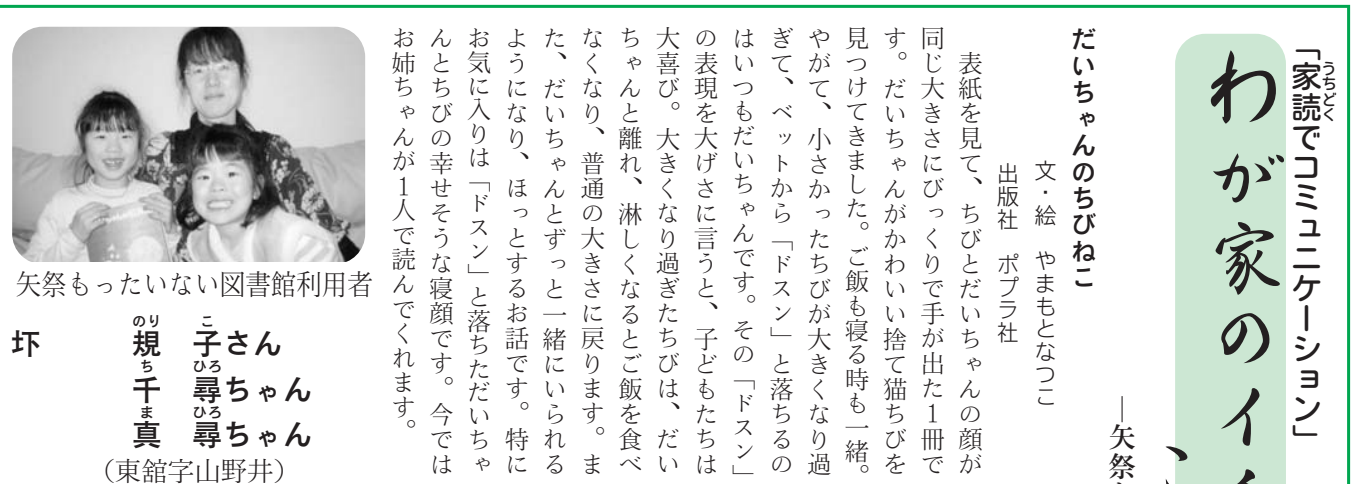 「家読でコミュニケーション」
うちどく
わが家のイチ
―矢祭
だいちゃんのちびねこ
文・絵　やまもとなつこ
出版社　ポプラ社
　表紙を見て、ちびとだいちゃんの顔が
同じ大きさにびっくりで手が出た1冊で
す。だいちゃんがかわいい捨て猫ちびを
見つけてきました。ご飯も寝る時も一緒。
やがて、小さかったちびが大きくなり過
ぎて、ベットから「ドスン」と落ちるの
はいつもだいちゃんです。その「ドスン」
の表現を大げさに言うと、子どもたちは
大喜び。大きくなり過ぎたちびは、だい
ちゃんと離れ、淋しくなるとご飯を食べ
なくなり、普通の大きさに戻ります。ま
た、だいちゃんとずっと一緒にいられる
ようになり、ほっとするお話です。特に
お気に入りは「ドスン」と落ちただいちゃ
んとちびの幸せそうな寝顔です。今では
お姉ちゃんが1人で読んでくれます。
矢祭もったいない図書館利用者
のり　こ
圷　規　子さん
ち　ひろ
千　尋ちゃん
ま　ひろ
真　尋ちゃん
（東舘字山野井）